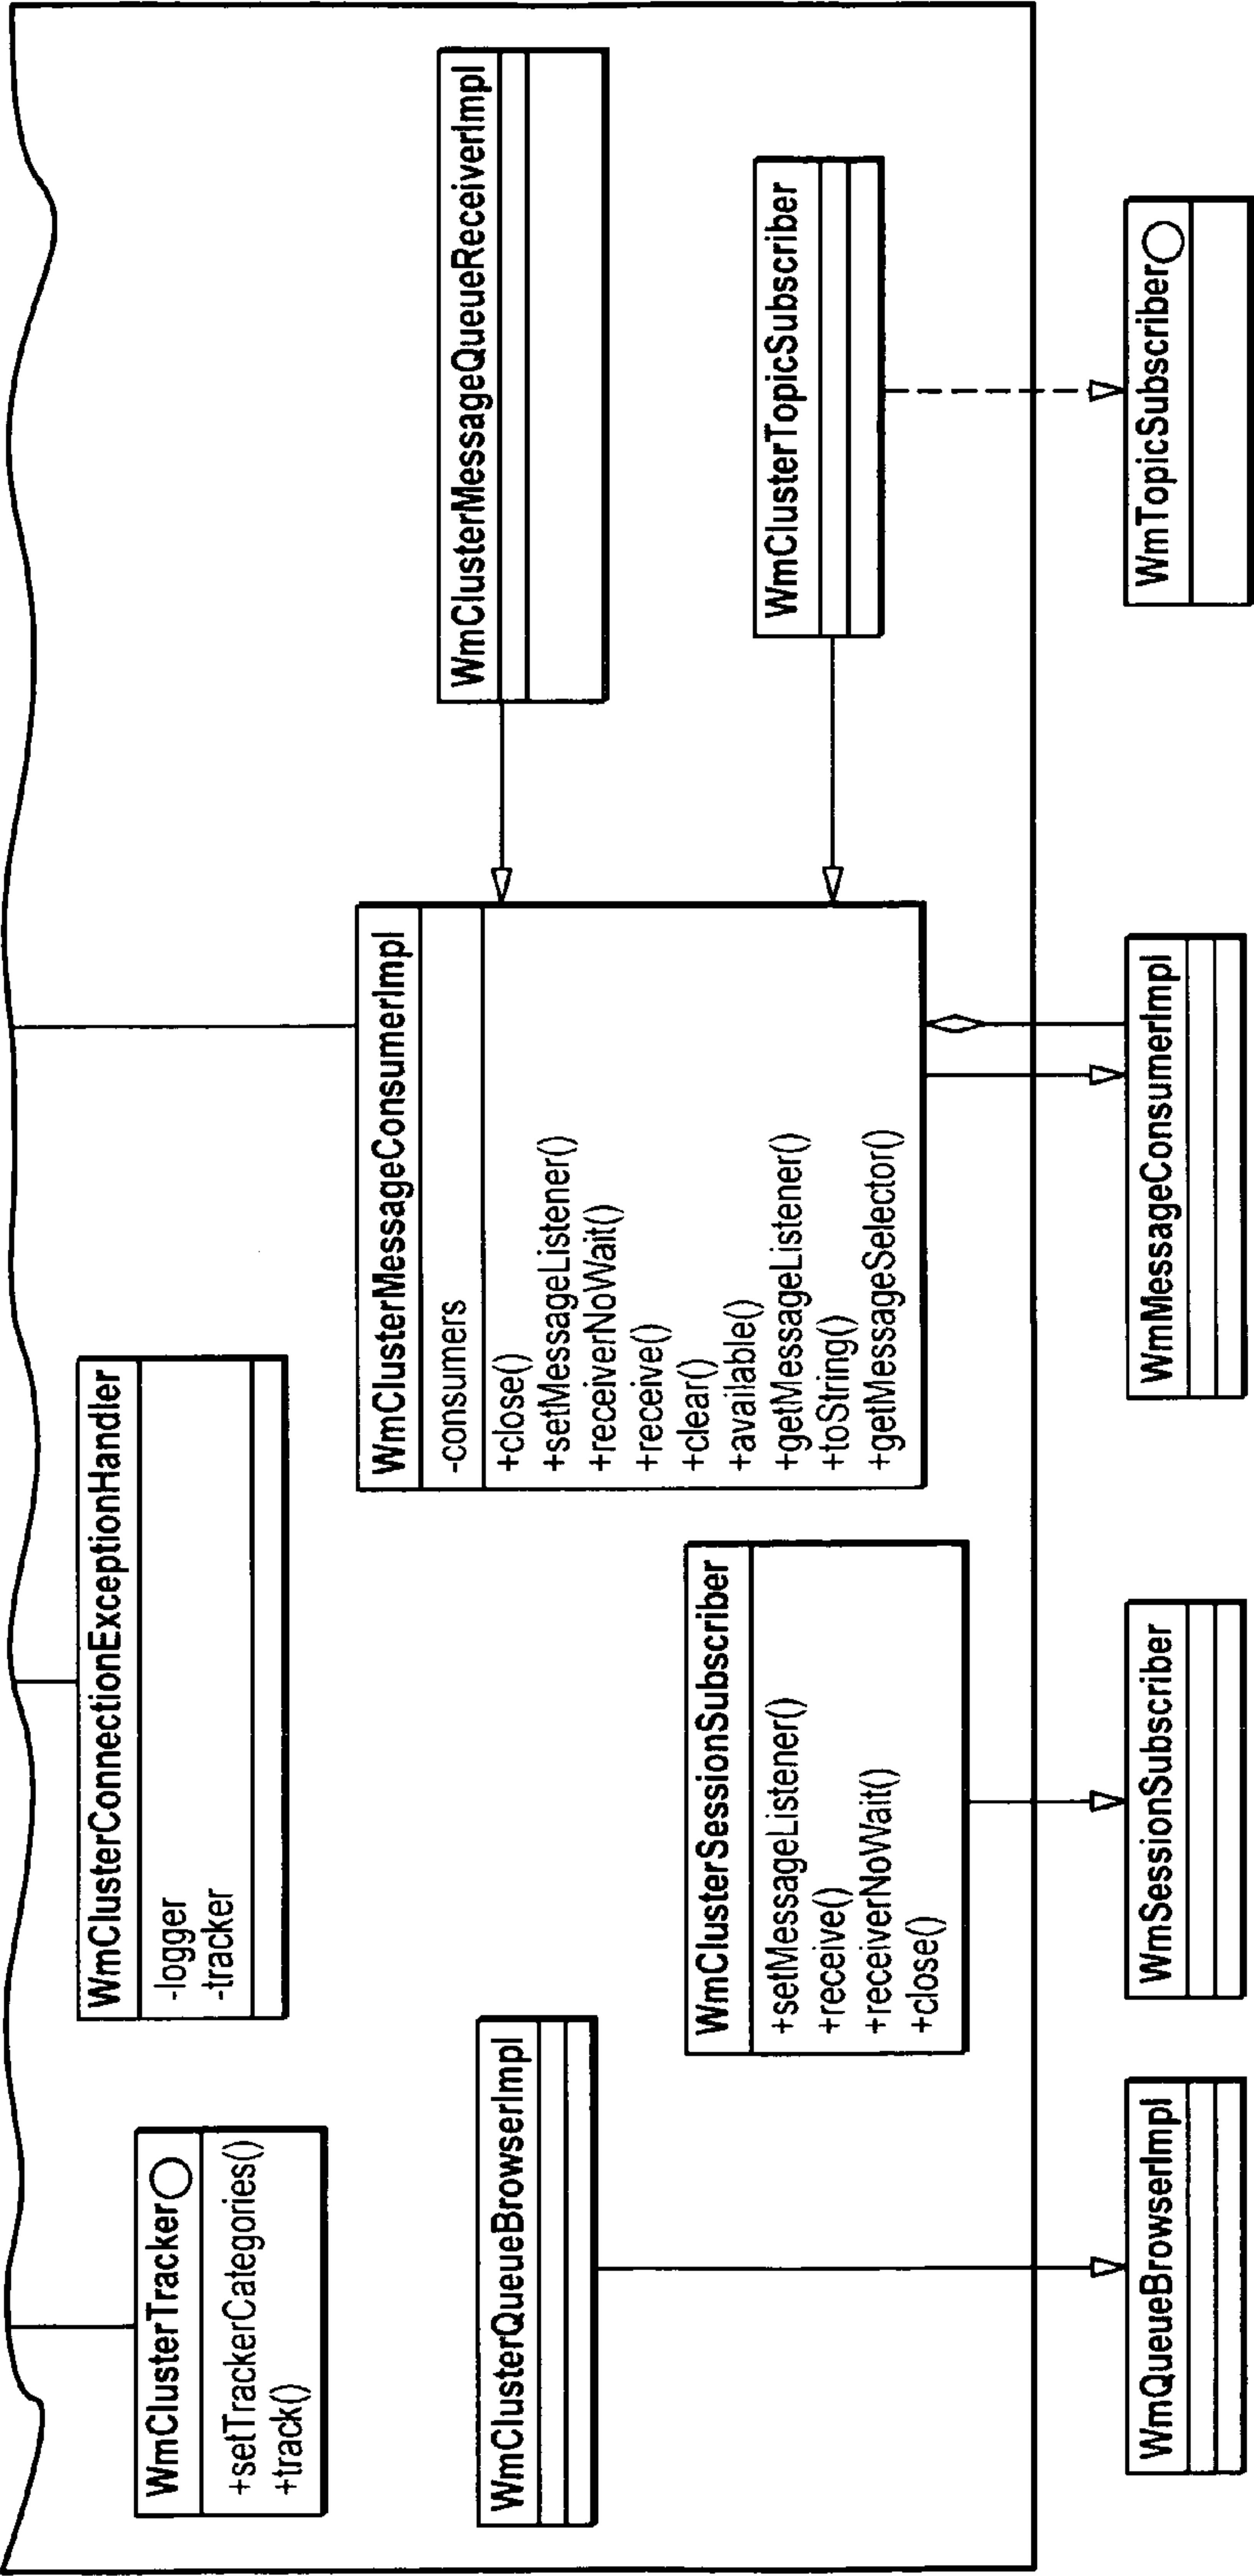 WmClusterTracker
+setTrackerCategories()
+track()
WmClusterConnectionExceptionHandler
-logger
-tracker
WmClusterQueueBrowserImpl
WmClusterSessionSubscriber
+setMessageListener()
+receive()
+receiverNoWait()
+close()
WmClusterMessageConsumerImpl
-consumers
+close()
+setMessageListener()
+receiverNoWait()
+receive()
+clear()
+available()
+getMessageListener()
+toString()
+getMessageSelector()
WmClusterMessageQueueReceiverImpl
WmClusterTopicSubscriber
WmQueueBrowserImpl
WmSessionSubscriber
WmMessageConsumerImpl
WmTopicSubscriber